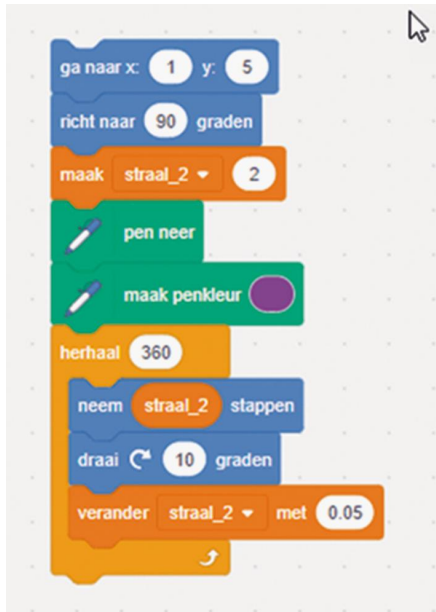 ga naar x: 1 y: 5
richt naar 90 graden
maak straal_2 2
pen neer
maak penkleur
herhaal 360
neem straal_2 stappen
draai 10 graden
verander straal_2 met 0.05